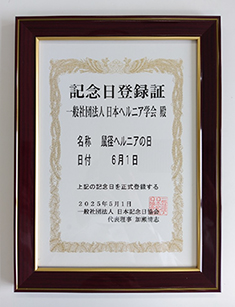 記念日登録証
一般社団法人 日本ヘルニア学会 殿
名称 鼠径ヘルニアの日
日付 6月1日
上記の記念日を正式登録する
2025年5月1日
一般社団法人 日本記念日協会
代表理事 加瀬清志